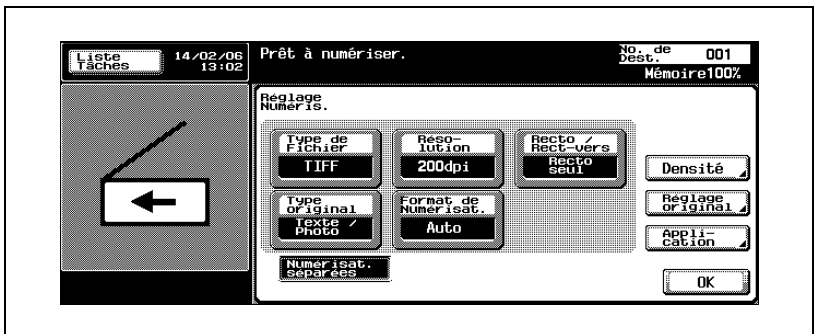 Liste
Tâches
14/02/06
13:02
Prêt à numériser.
No. de
Dest.
001
Mémoire100%
Réglage
Numéris.
Type de
Fichier
TIFF
Réso-
lution
200dpi
Recto /
Rect-vers
Recto
seul
Type
original
Texte /
Photo
Format de
Numérisat.
Auto
Numérisat.
séparées
Densité
Réglage
original
Appli-
cation
OK